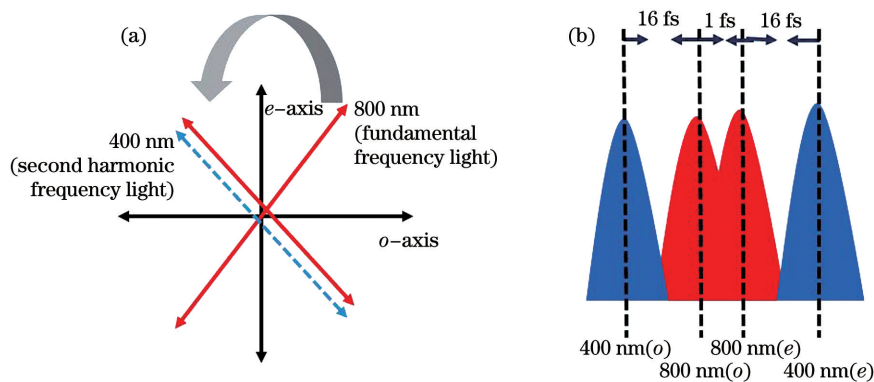 (a)
e-axis
800 nm
(fundamental
frequency light)
400 nm
(second harmonic
frequency light)
o-axis
(b)
16 fs
1 fs
16 fs
400 nm(o)
800 nm(o)
800 nm(e)
400 nm(e)